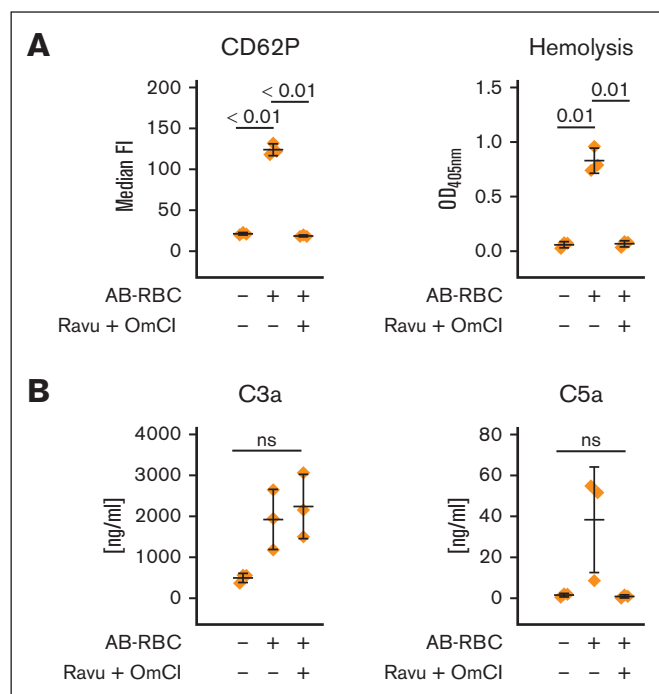 A
CD62P
Hemolysis
200
150
100
50
0
Median FI
< 0.01
< 0.01
1.5
1.0
0.5
0.0
OD405nm
0.01
0.01
AB-RBC – + +
Ravu + OmCI – – +
AB-RBC – + +
– – +
B
C3a
C5a
4000
3000
2000
1000
0
[ng/ml]
ns
80
60
40
20
0
[ng/ml]
ns
AB-RBC – + +
Ravu + OmCI – – +
AB-RBC – + +
Ravu + OmCI – – +